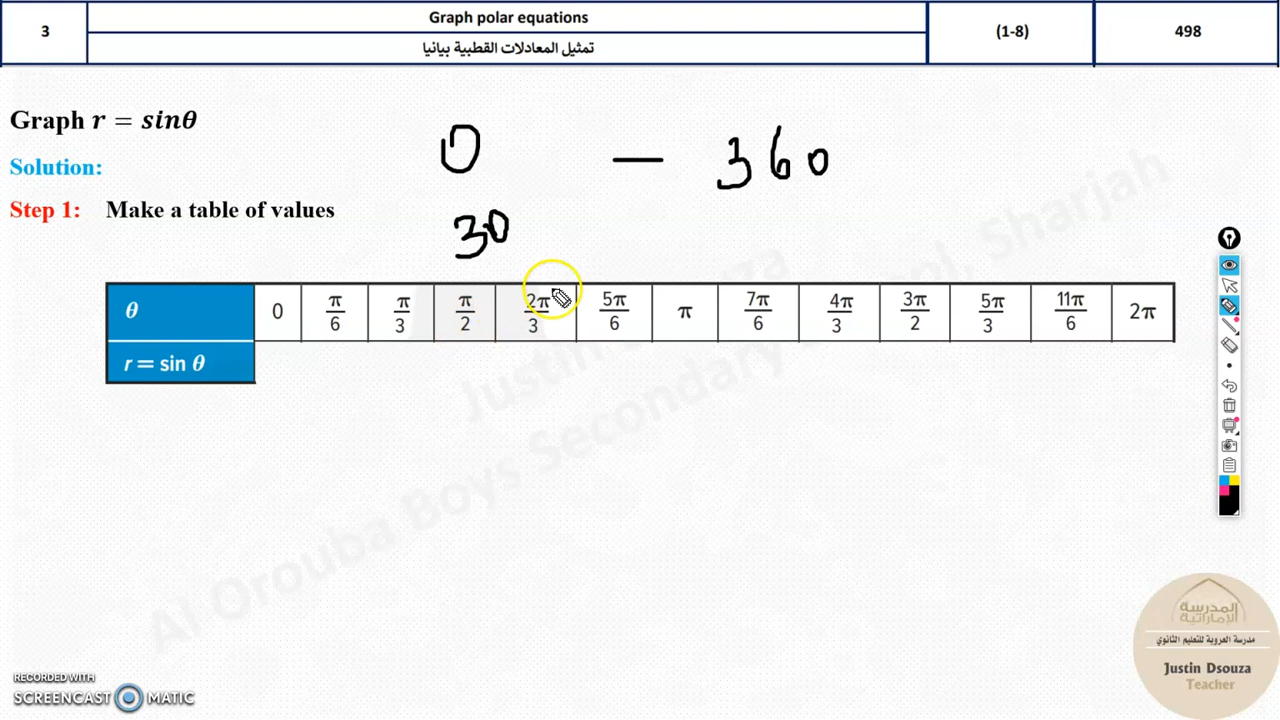 3
Graph polar equations
تمثيل المعادلات القطبية بيانيا
(1-8)
498
Graph r = sinθ
0 — 360
Solution:
Step 1: Make a table of values
30
θ 0 π/6 π/3 π/2 2π/3 5π/6 π 7π/6 4π/3 3π/2 5π/3 11π/6 2π
r = sin θ
Justin Dsouza
Al Orouba Boys Secondary School, Sharjah
المدرسة
الإماراتية
مدرسة العروبة للتعليم الثانوي
Justin Dsouza
Teacher
RECORDED WITH
SCREENCAST MATIC